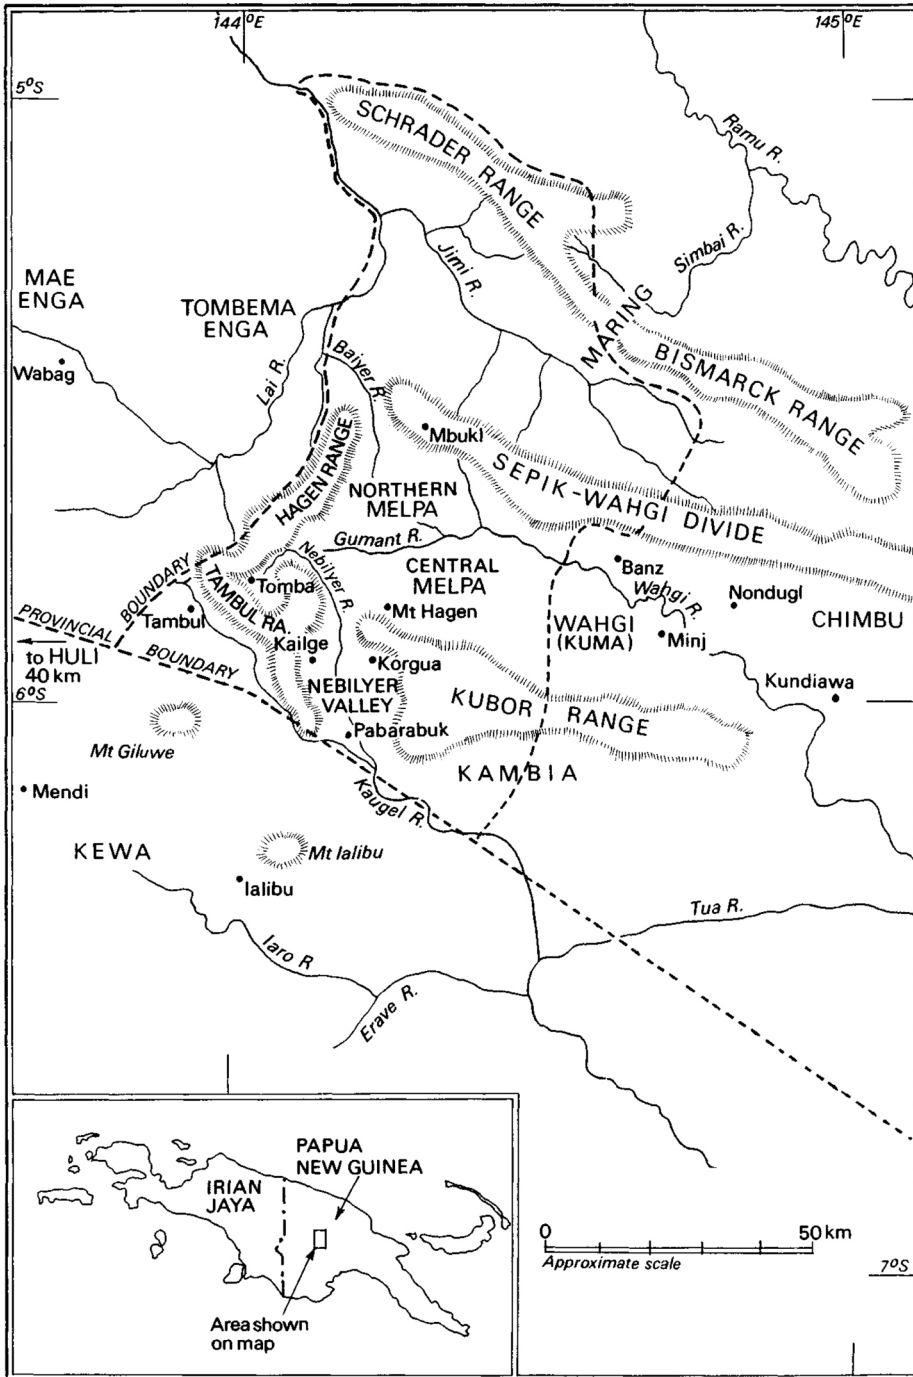 144°E
145°E
5°S
SCHRADER RANGE
Ramu R.
Simbai R.
Jimi R.
MAE
ENGA
TOMBEMA
ENGA
MARING
BISMARCK RANGE
Wabag
Lai R.
Baiyer R.
Mbukl
HAGEN RANGE
SEPIK-WAHGI DIVIDE
NORTHERN
MELPA
Gumant R.
Nebilyer R.
CENTRAL
MELPA
Banz
Wahgi R.
Nondugl
CHIMBU
PROVINCIAL BOUNDARY
BOUNDARY
TAMBUL RA.
Tomba
Tambul
Mt Hagen
WAHGI
(KUMA)
Minj
to HULI
40 km
Kailge
Korgua
Kundiawa
6°S
NEBILYER
VALLEY
KUBOR RANGE
Mt Giluwe
Pabarabuk
KAMBIA
Mendi
Kaugel R.
KEWA
Mt Ialibu
Ialibu
Tua R.
Iaro R
Erave R.
PAPUA
NEW GUINEA
IRIAN
JAYA
Area shown
on map
0 50 km
Approximate scale
7°S